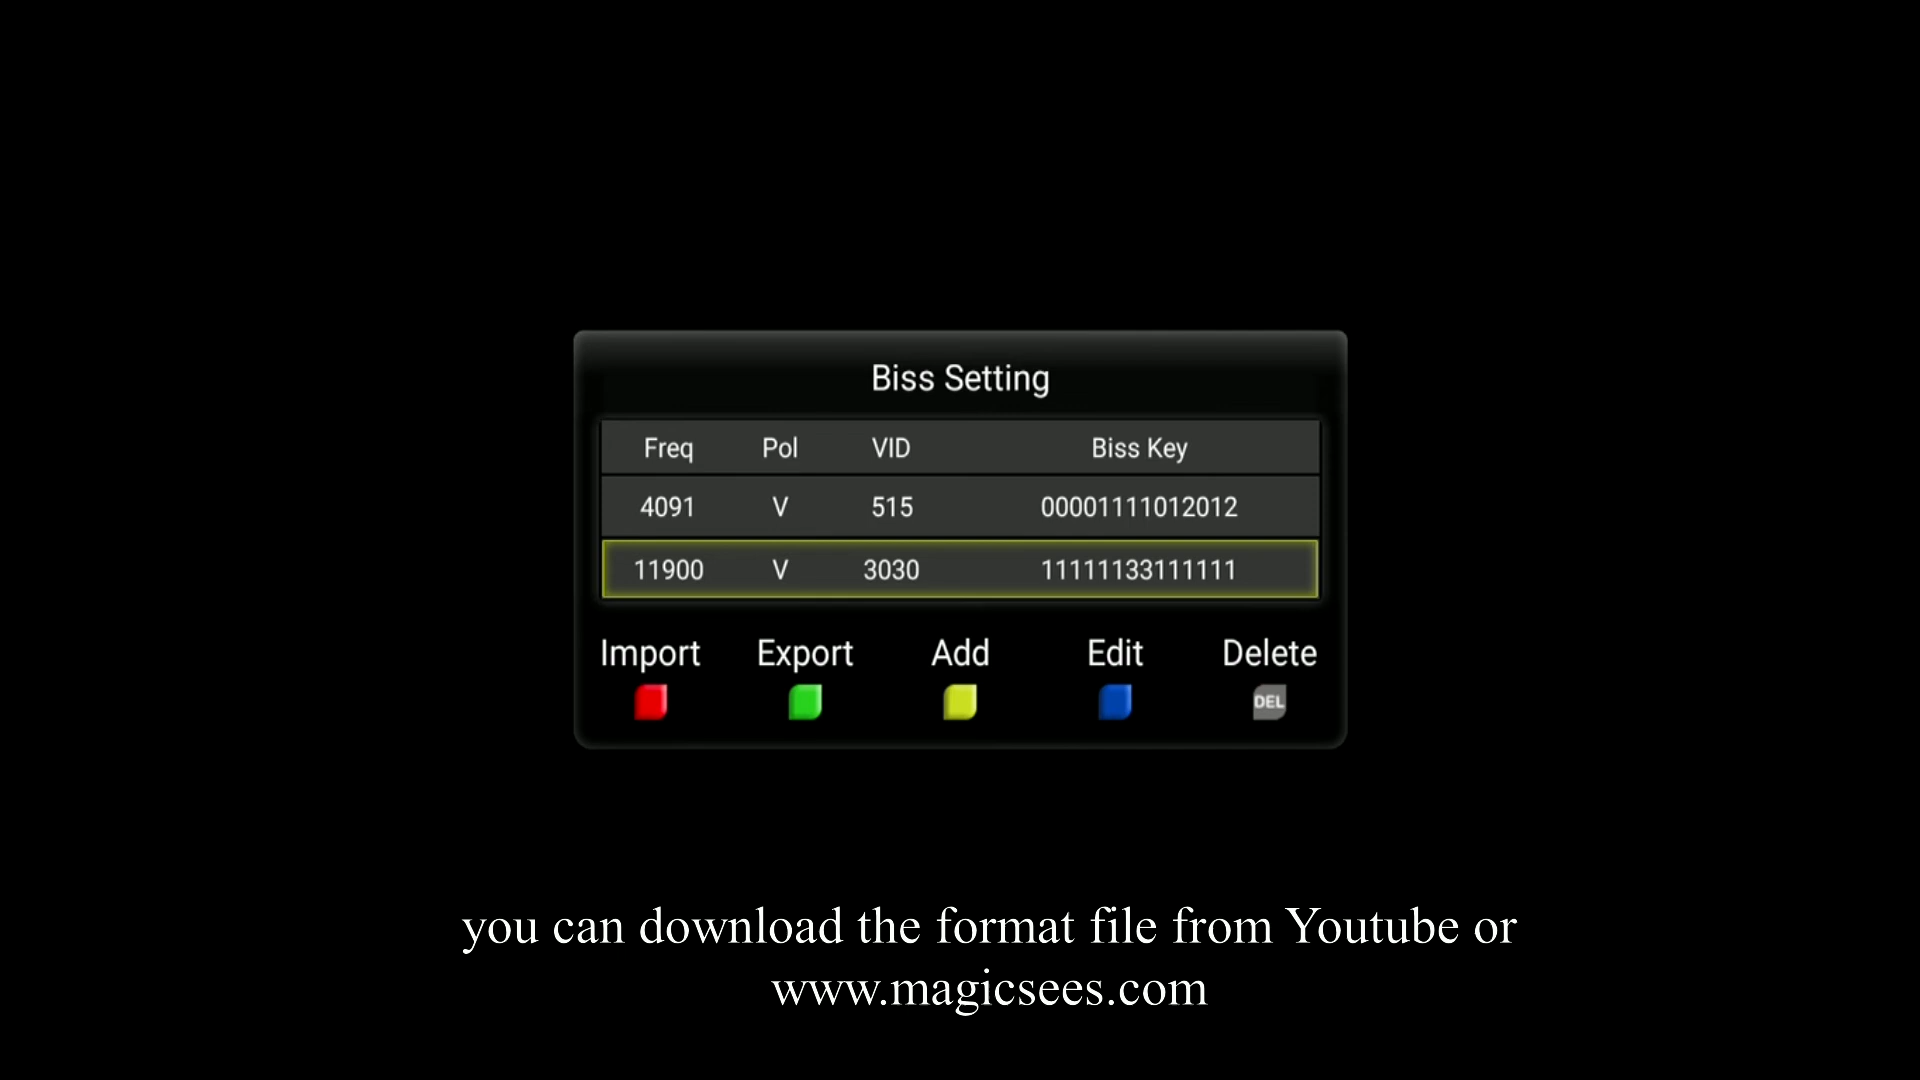 Biss Setting
Freq Pol VID Biss Key
4091 V 515 00001111012012
11900 V 3030 11111133111111
Import Export Add Edit Delete
DEL
you can download the format file from Youtube or
www.magicsees.com